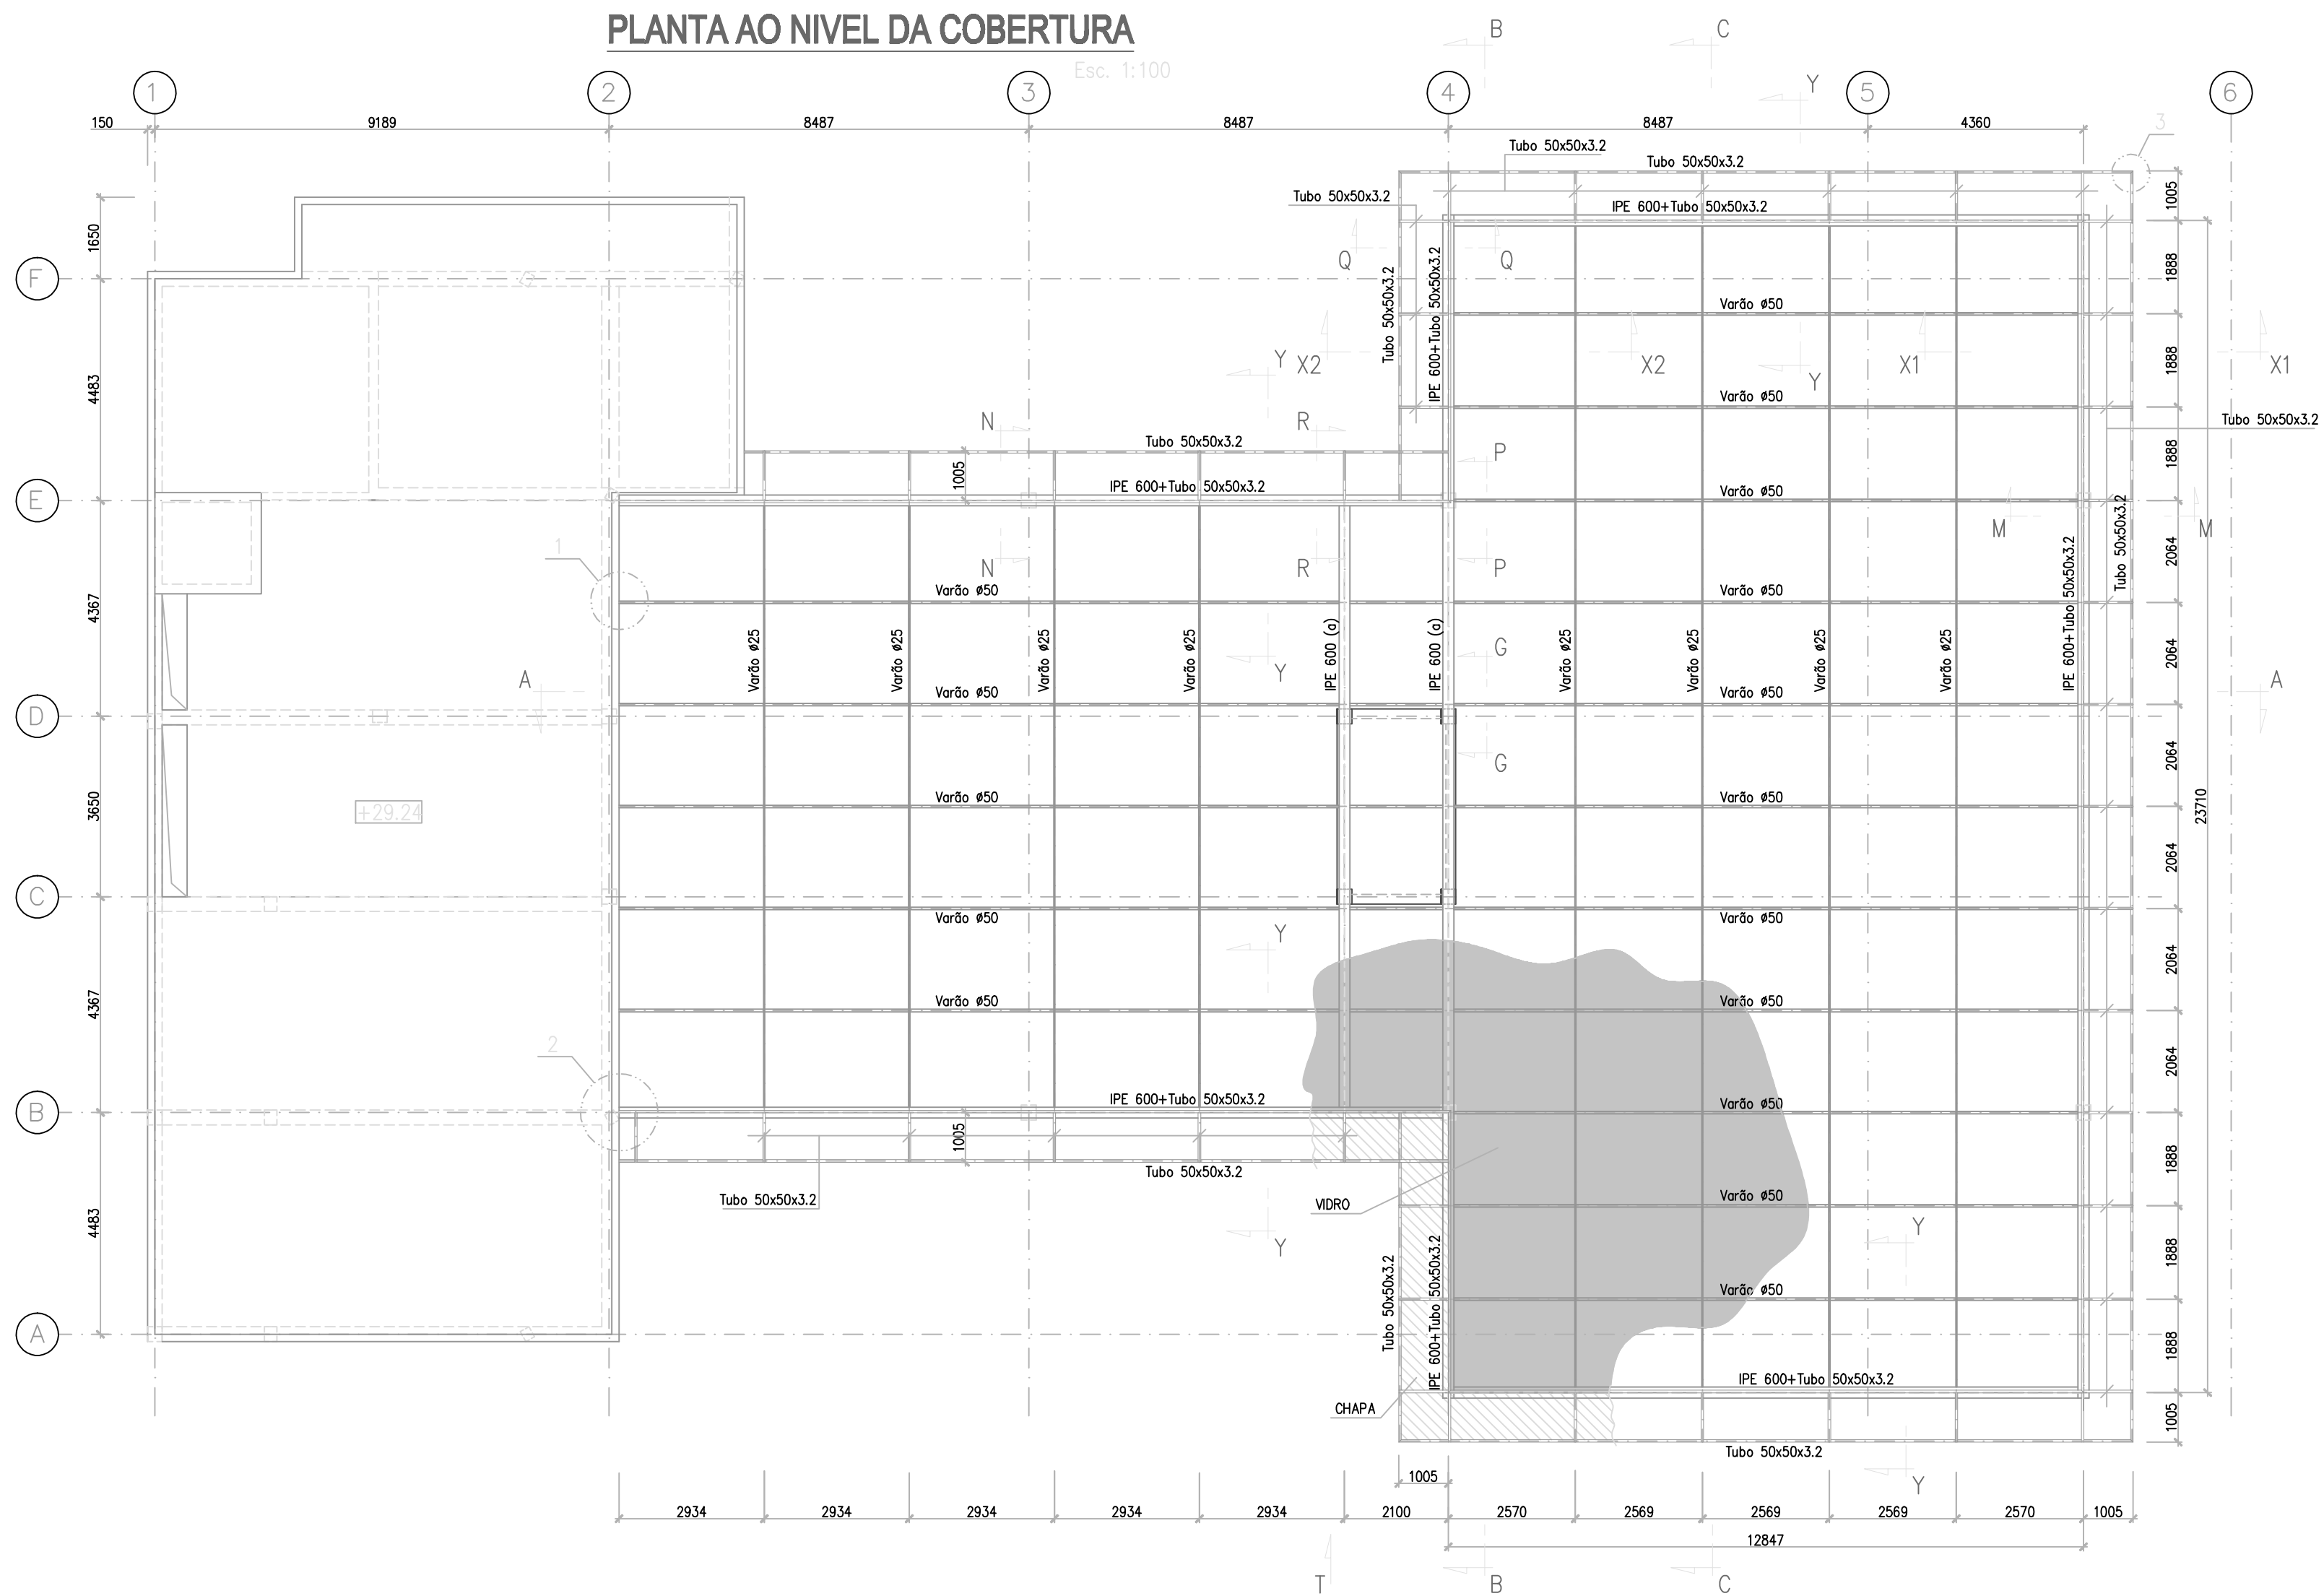 PLANTA AO NIVEL DA COBERTURA
Esc. 1:100
B
C
Y
1
2
3
4
5
6
150
9189
8487
8487
8487
4360
3
Tubo 50x50x3.2
Tubo 50x50x3.2
Tubo 50x50x3.2
IPE 600+Tubo 50x50x3.2
1005
1650
F
Q
Q
Tubo 50x50x3.2
IPE 600+Tubo 50x50x3.2
1888
Varão ø50
4483
Y
X2
X2
Y
X1
X1
1888
Varão ø50
N
R
Tubo 50x50x3.2
Tubo 50x50x3.2
P
1888
E
1005
IPE 600+Tubo 50x50x3.2
Varão ø50
M
M
Tubo 50x50x3.2
1
N
R
P
2064
IPE 600+Tubo 50x50x3.2
4367
Varão ø50
Varão ø50
Varão ø25
Varão ø25
Varão ø25
Varão ø25
IPE 600 (a)
IPE 600 (a)
Varão ø25
Varão ø25
Varão ø25
Varão ø25
Y
G
2064
A
A
Varão ø50
Varão ø50
D
G
2064
3650
+29.24
Varão ø50
Varão ø50
23710
2064
C
Varão ø50
Varão ø50
Y
2064
4367
Varão ø50
Varão ø50
2
2064
B
IPE 600+Tubo 50x50x3.2
Varão ø50
1005
Tubo 50x50x3.2
1888
Tubo 50x50x3.2
VIDRO
Varão ø50
4483
Y
Y
Tubo 50x50x3.2
IPE 600+Tubo 50x50x3.2
1888
Varão ø50
A
1888
IPE 600+Tubo 50x50x3.2
CHAPA
1005
Tubo 50x50x3.2
1005
Y
2934
2934
2934
2934
2934
2100
2570
2569
2569
2569
2570
1005
12847
T
B
C